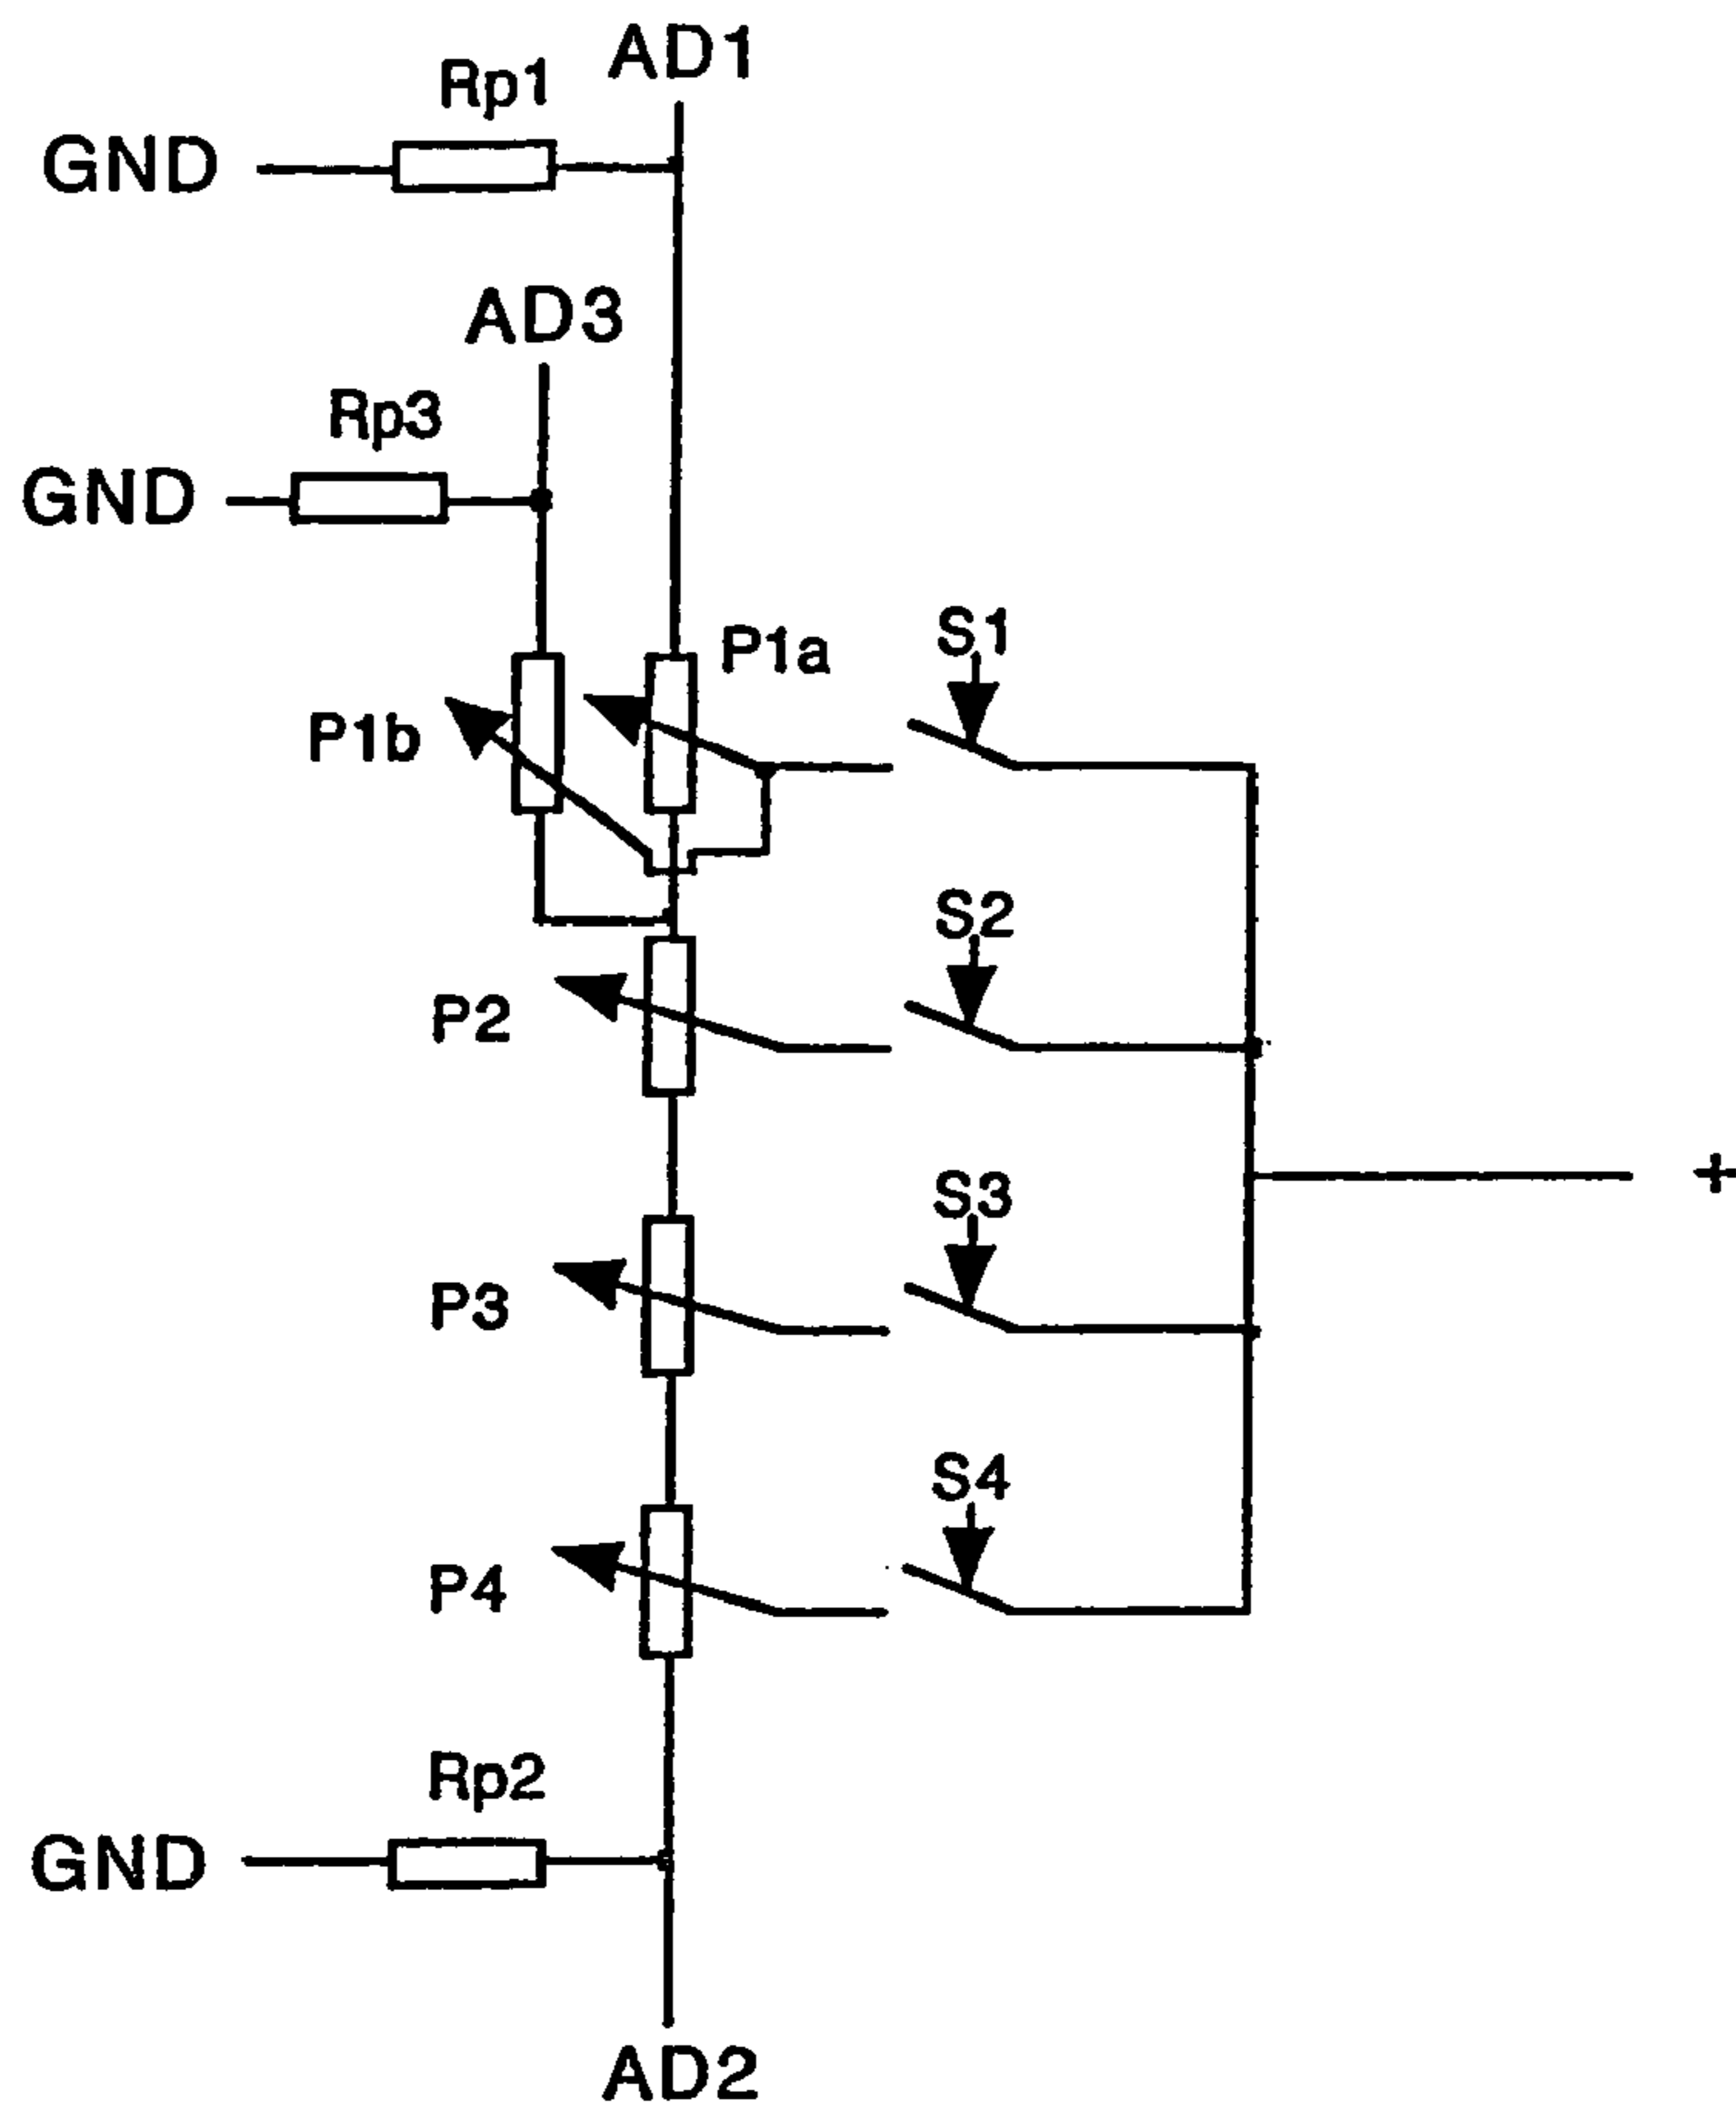 AD1
Rp1
GND
AD3
Rp3
GND
S1
P1a
P1b
S2
P2
+
S3
P3
S4
P4
Rp2
GND
AD2